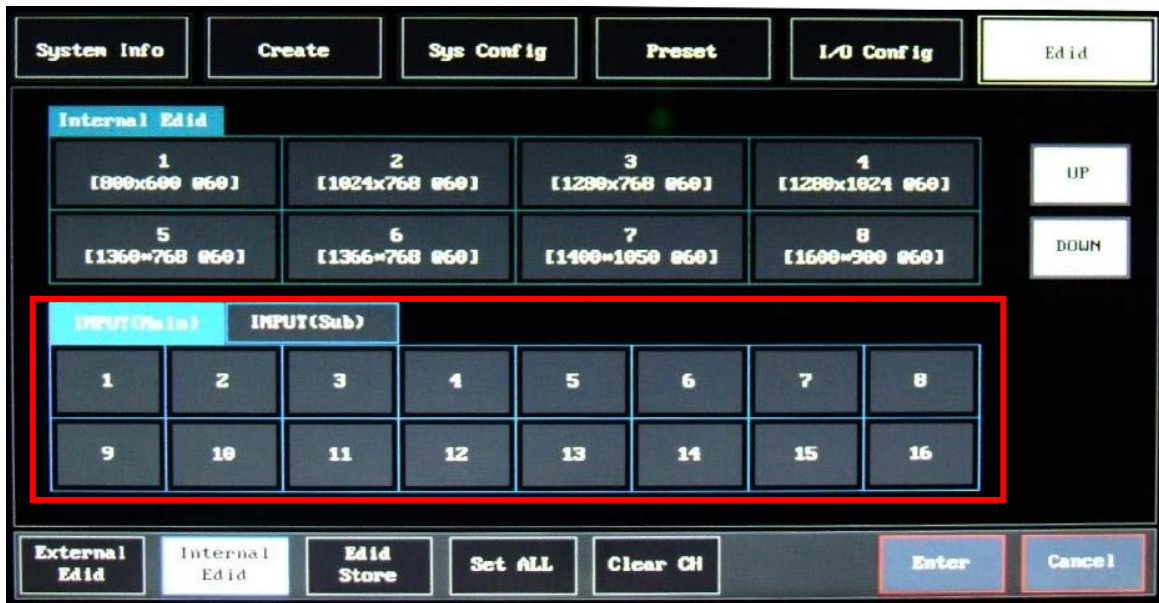 System Info
Create
Sys Config
Preset
I/O Config
Edid
Internal Edid
1
[800x600 @60]
2
[1024x768 @60]
3
[1280x768 @60]
4
[1280x1024 @60]
UP
5
[1360*768 @60]
6
[1366*768 @60]
7
[1400*1050 @60]
8
[1600*900 @60]
DOWN
INPUT(Main)
INPUT(Sub)
1
2
3
4
5
6
7
8
9
10
11
12
13
14
15
16
External
Edid
Internal
Edid
Edid
Store
Set ALL
Clear CH
Enter
Cancel